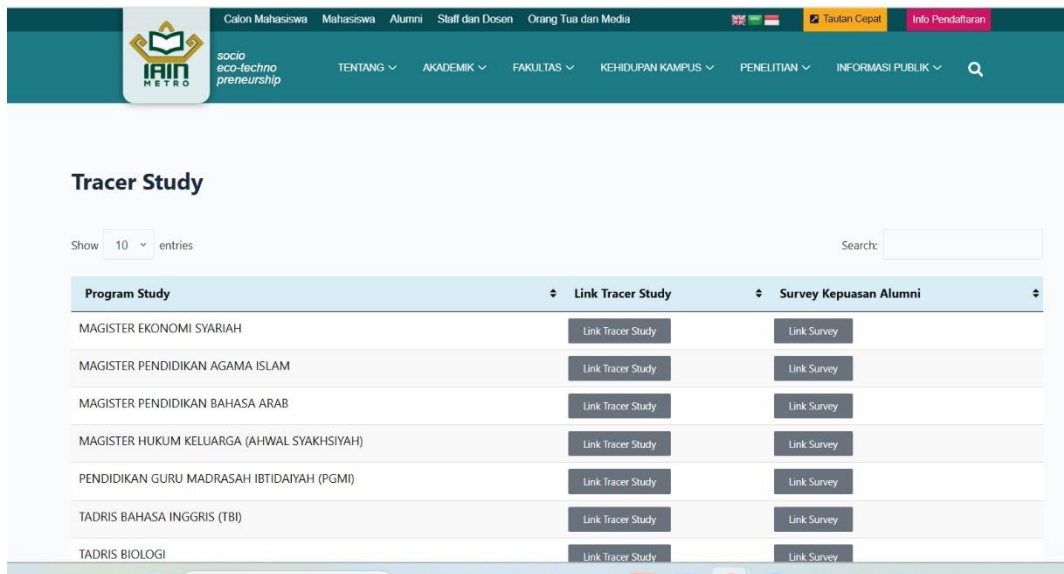 Calon Mahasiswa Mahasiswa Alumni Staff dan Dosen Orang Tua dan Media Tautan Cepat Info Pendaftaran
IAIN
METRO
socio
eco-techno
preneurship
TENTANG AKADEMIK FAKULTAS KEHIDUPAN KAMPUS PENELITIAN INFORMASI PUBLIK
Tracer Study
Show 10 entries Search:
Program Study Link Tracer Study Survey Kepuasan Alumni
MAGISTER EKONOMI SYARIAH Link Tracer Study Link Survey
MAGISTER PENDIDIKAN AGAMA ISLAM Link Tracer Study Link Survey
MAGISTER PENDIDIKAN BAHASA ARAB Link Tracer Study Link Survey
MAGISTER HUKUM KELUARGA (AHWAL SYAKHSIYAH) Link Tracer Study Link Survey
PENDIDIKAN GURU MADRASAH IBTIDAIYAH (PGMI) Link Tracer Study Link Survey
TADRIS BAHASA INGGRIS (TBI) Link Tracer Study Link Survey
TADRIS BIOLOGI Link Tracer Study Link Survey